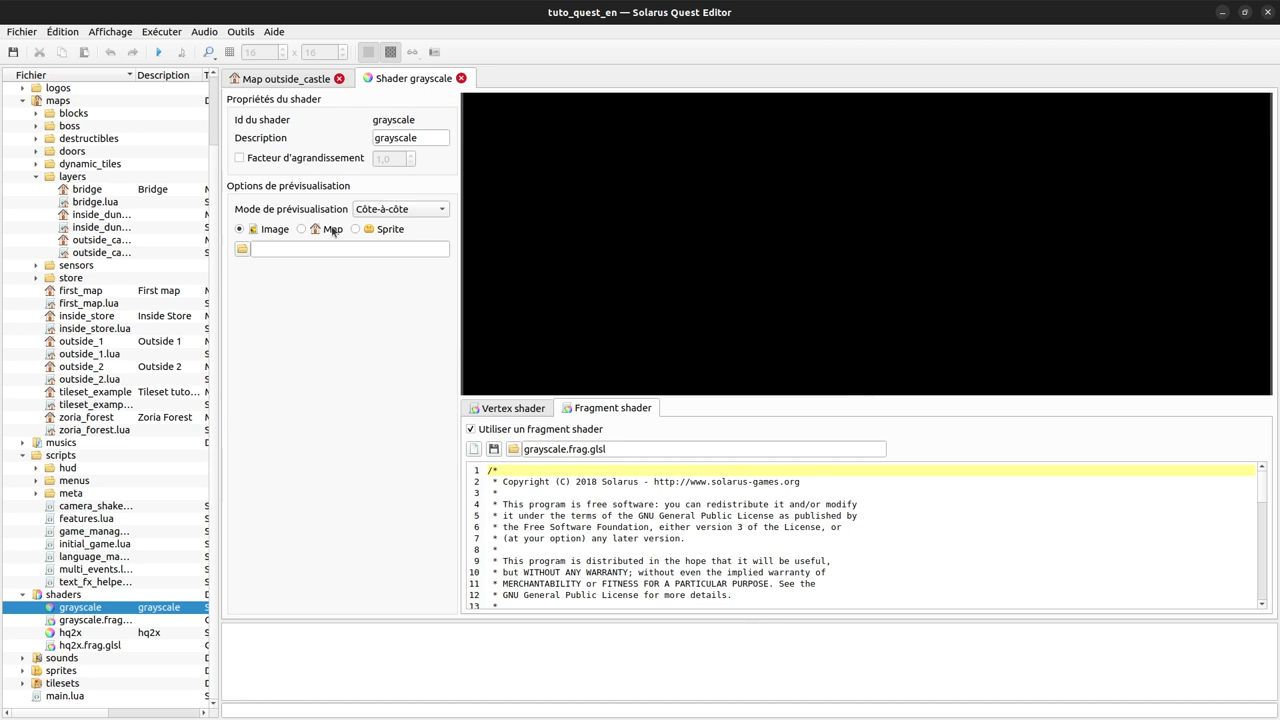 tuto_quest_en — Solarus Quest Editor
Fichier Édition Affichage Exécuter Audio Outils Aide
16 x 16
Fichier Description T
logos
maps D
blocks
boss
destructibles
doors
dynamic_tiles
layers
bridge Bridge M
bridge.lua S
inside_dun... M
inside_dun... S
outside_ca... M
outside_ca... S
sensors
store
first_map First map M
first_map.lua S
inside_store Inside Store M
inside_store.lua S
outside_1 Outside 1 M
outside_1.lua S
outside_2 Outside 2 M
outside_2.lua S
tileset_example Tileset tuto... M
tileset_examp... S
zoria_forest Zoria Forest M
zoria_forest.lua S
musics D
scripts D
hud
menus
meta
camera_shake... S
features.lua S
game_manag... S
initial_game.lua S
language_ma... S
multi_events.l... S
text_fx_helpe... S
shaders D
grayscale grayscale S
grayscale.frag... G
hq2x hq2x S
hq2x.frag.glsl G
sounds D
sprites D
tilesets D
main.lua S
Map outside_castle
Shader grayscale
Propriétés du shader
Id du shader grayscale
Description grayscale
Facteur d'agrandissement 1,0
Options de prévisualisation
Mode de prévisualisation Côte-à-côte
Image Map Sprite
Vertex shader Fragment shader
Utiliser un fragment shader
grayscale.frag.glsl
1 /*
2 * Copyright (C) 2018 Solarus - http://www.solarus-games.org
3 *
4 * This program is free software: you can redistribute it and/or modify
5 * it under the terms of the GNU General Public License as published by
6 * the Free Software Foundation, either version 3 of the License, or
7 * (at your option) any later version.
8 *
9 * This program is distributed in the hope that it will be useful,
10 * but WITHOUT ANY WARRANTY; without even the implied warranty of
11 * MERCHANTABILITY or FITNESS FOR A PARTICULAR PURPOSE. See the
12 * GNU General Public License for more details.
13 *